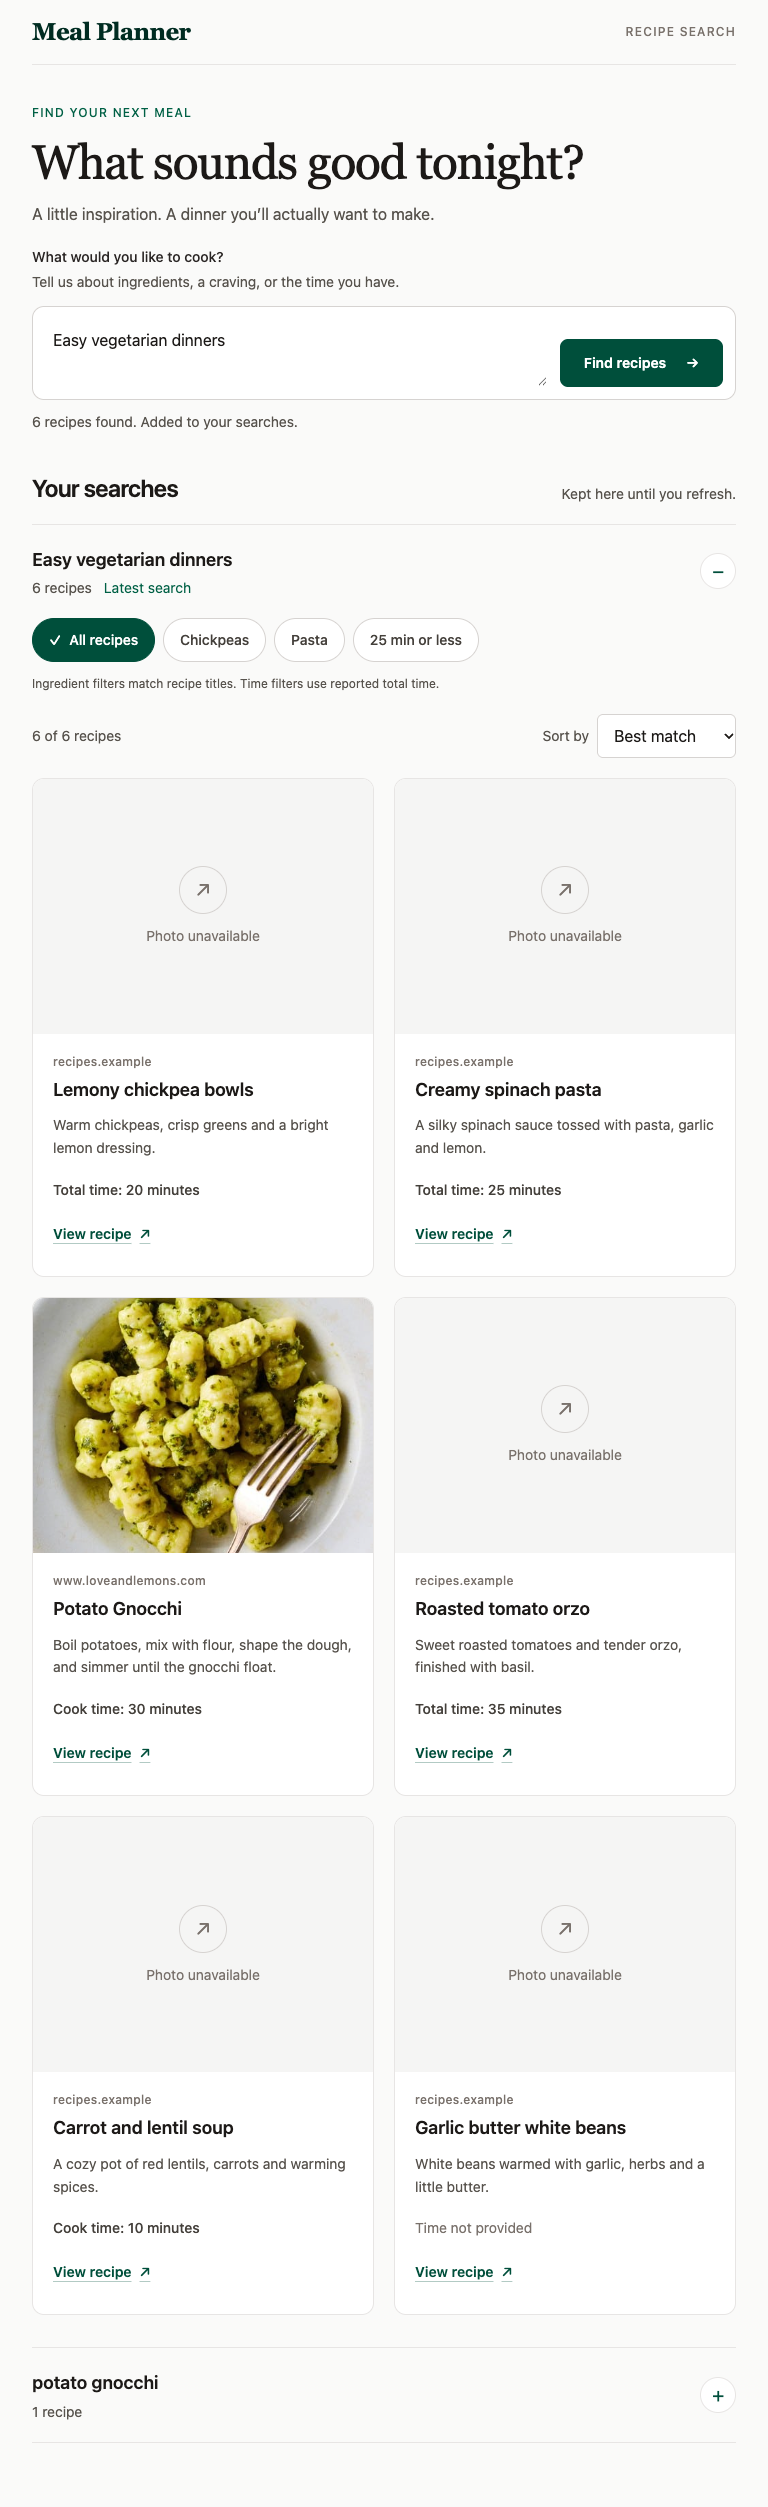 Meal Planner
RECIPE SEARCH
FIND YOUR NEXT MEAL
What sounds good tonight?
A little inspiration. A dinner you’ll actually want to make.
What would you like to cook?
Tell us about ingredients, a craving, or the time you have.
Easy vegetarian dinners
Find recipes →
6 recipes found. Added to your searches.
Your searches
Kept here until you refresh.
Easy vegetarian dinners
6 recipes Latest search
All recipes
Chickpeas
Pasta
25 min or less
Ingredient filters match recipe titles. Time filters use reported total time.
6 of 6 recipes
Sort by
Best match
Photo unavailable
recipes.example
Lemony chickpea bowls
Warm chickpeas, crisp greens and a bright
lemon dressing.
Total time: 20 minutes
View recipe ↗
Photo unavailable
recipes.example
Creamy spinach pasta
A silky spinach sauce tossed with pasta, garlic
and lemon.
Total time: 25 minutes
View recipe ↗
www.loveandlemons.com
Potato Gnocchi
Boil potatoes, mix with flour, shape the dough,
and simmer until the gnocchi float.
Cook time: 30 minutes
View recipe ↗
Photo unavailable
recipes.example
Roasted tomato orzo
Sweet roasted tomatoes and tender orzo,
finished with basil.
Total time: 35 minutes
View recipe ↗
Photo unavailable
recipes.example
Carrot and lentil soup
A cozy pot of red lentils, carrots and warming
spices.
Cook time: 10 minutes
View recipe ↗
Photo unavailable
recipes.example
Garlic butter white beans
White beans warmed with garlic, herbs and a
little butter.
Time not provided
View recipe ↗
potato gnocchi
1 recipe